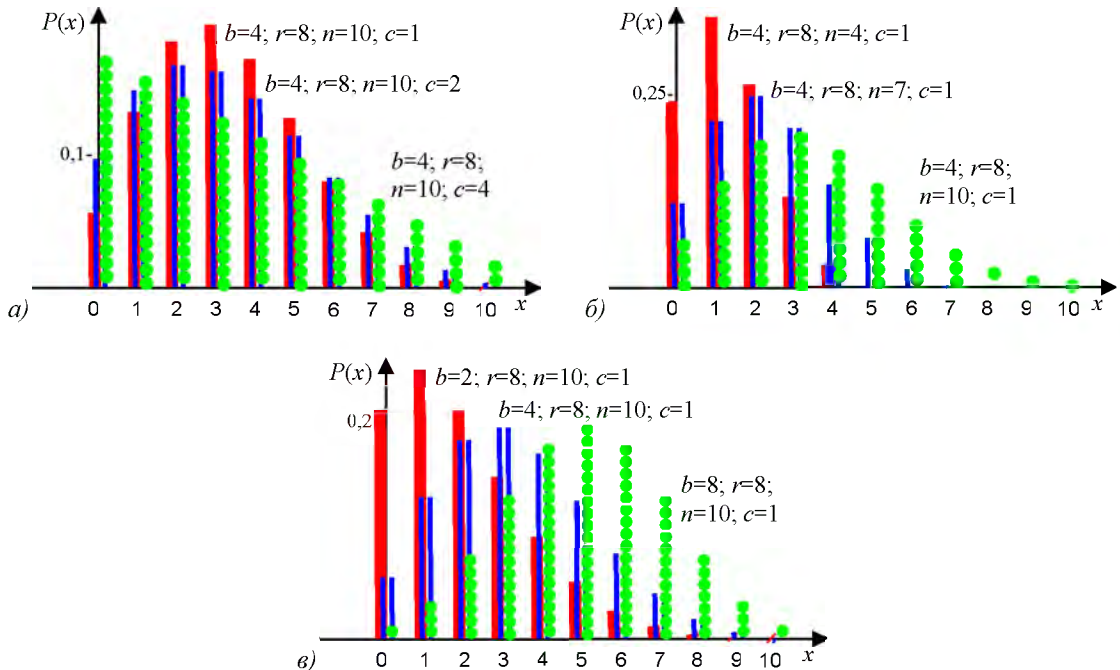 P(x)
b=4; r=8; n=10; c=1
b=4; r=8; n=10; c=2
0,1-
b=4; r=8;
n=10; c=4
0 1 2 3 4 5 6 7 8 9 10 x
а)
P(x)
b=4; r=8; n=4; c=1
b=4; r=8; n=7; c=1
0,25-
b=4; r=8;
n=10; c=1
0 1 2 3 4 5 6 7 8 9 10 x
б)
P(x)
b=2; r=8; n=10; c=1
b=4; r=8; n=10; c=1
0,2
b=8; r=8;
n=10; c=1
0 1 2 3 4 5 6 7 8 9 10 x
в)